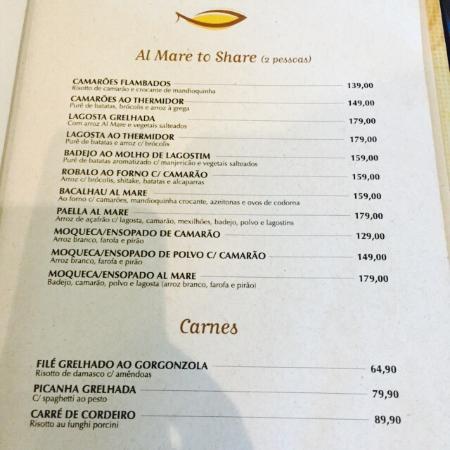 Al Mare to Share (2 pessoas)
CAMARÕES FLAMBADOS 139,00
Risotto de camarão e crocante de mandioquinha
CAMARÕES AO THERMIDOR 149,00
Purê de batatas, brócolis e arroz à grega
LAGOSTA GRELHADA 179,00
Com arroz Al Mare e vegetais salteados
LAGOSTA AO THERMIDOR 179,00
Purê de batatas e arroz c/ brócolis
BADEJO AO MOLHO DE LAGOSTIM 159,00
Purê de batatas aromatizado c/ manjericão e vegetais salteados
ROBALO AO FORNO C/ CAMARÃO 159,00
Arroz c/ brócolis, shitake, batatas e alcaparras
BACALHAU AL MARE 159,00
Ao forno c/ camarões, mandioquinha crocante, azeitonas e ovos de codorna
PAELLA AL MARE 179,00
Arroz de açafrão c/ lagosta, camarão, mexilhões, badejo, polvo e lagostins
MOQUECA/ENSOPADO DE CAMARÃO 129,00
Arroz branco, farofa e pirão
MOQUECA/ENSOPADO DE POLVO C/ CAMARÃO 149,00
Arroz branco, farofa e pirão
MOQUECA/ENSOPADO AL MARE 179,00
Badejo, camarão, polvo e lagosta (arroz branco, farofa e pirão)
Carnes
FILÉ GRELHADO AO GORGONZOLA 64,90
Risotto de damasco c/ amêndoas
PICANHA GRELHADA 79,90
C/ spaghetti ao pesto
CARRÉ DE CORDEIRO 89,90
Risotto au funghi porcini